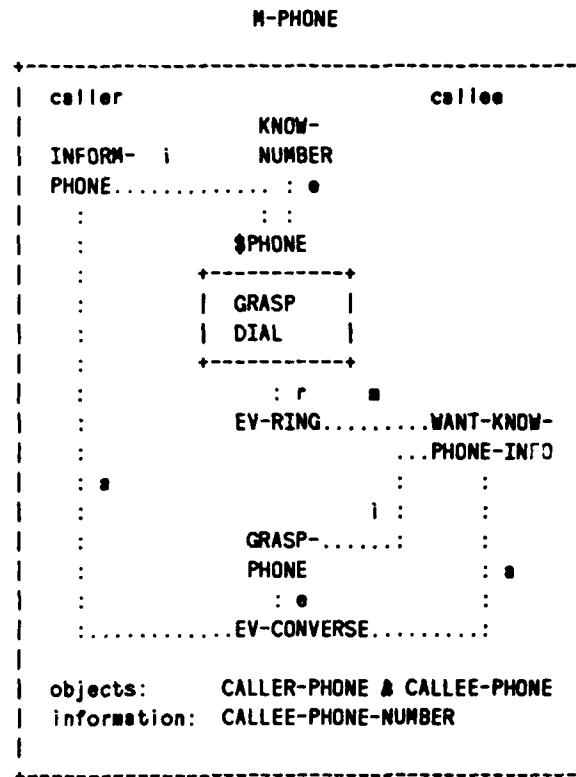 M-PHONE
caller callee
KNOW-
INFORM- i NUMBER
PHONE............. : e
: : :
: $PHONE
: +------------+
: | GRASP |
: | DIAL |
: +------------+
: : r m
: EV-RING.........WANT-KNOW-
: ...PHONE-INFO
: a : :
: i : :
: GRASP-......: :
: PHONE : a
: : e :
:............EV-CONVERSE.........:
objects: CALLER-PHONE & CALLEE-PHONE
information: CALLEE-PHONE-NUMBER